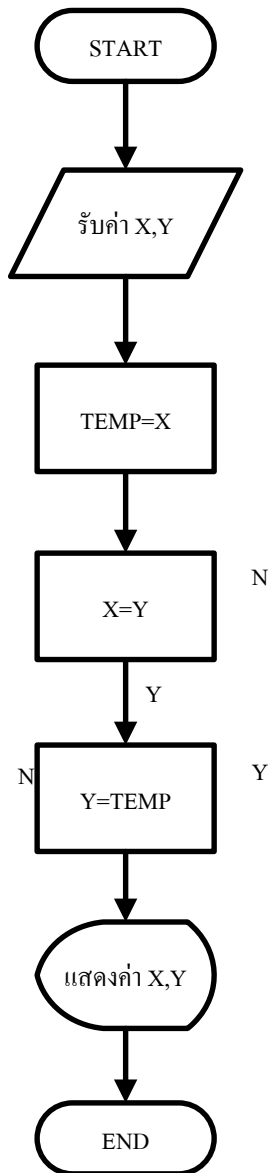 START
รับค่า X,Y
TEMP=X
X=Y
N
Y
N
Y=TEMP
Y
แสดงค่า X,Y
END